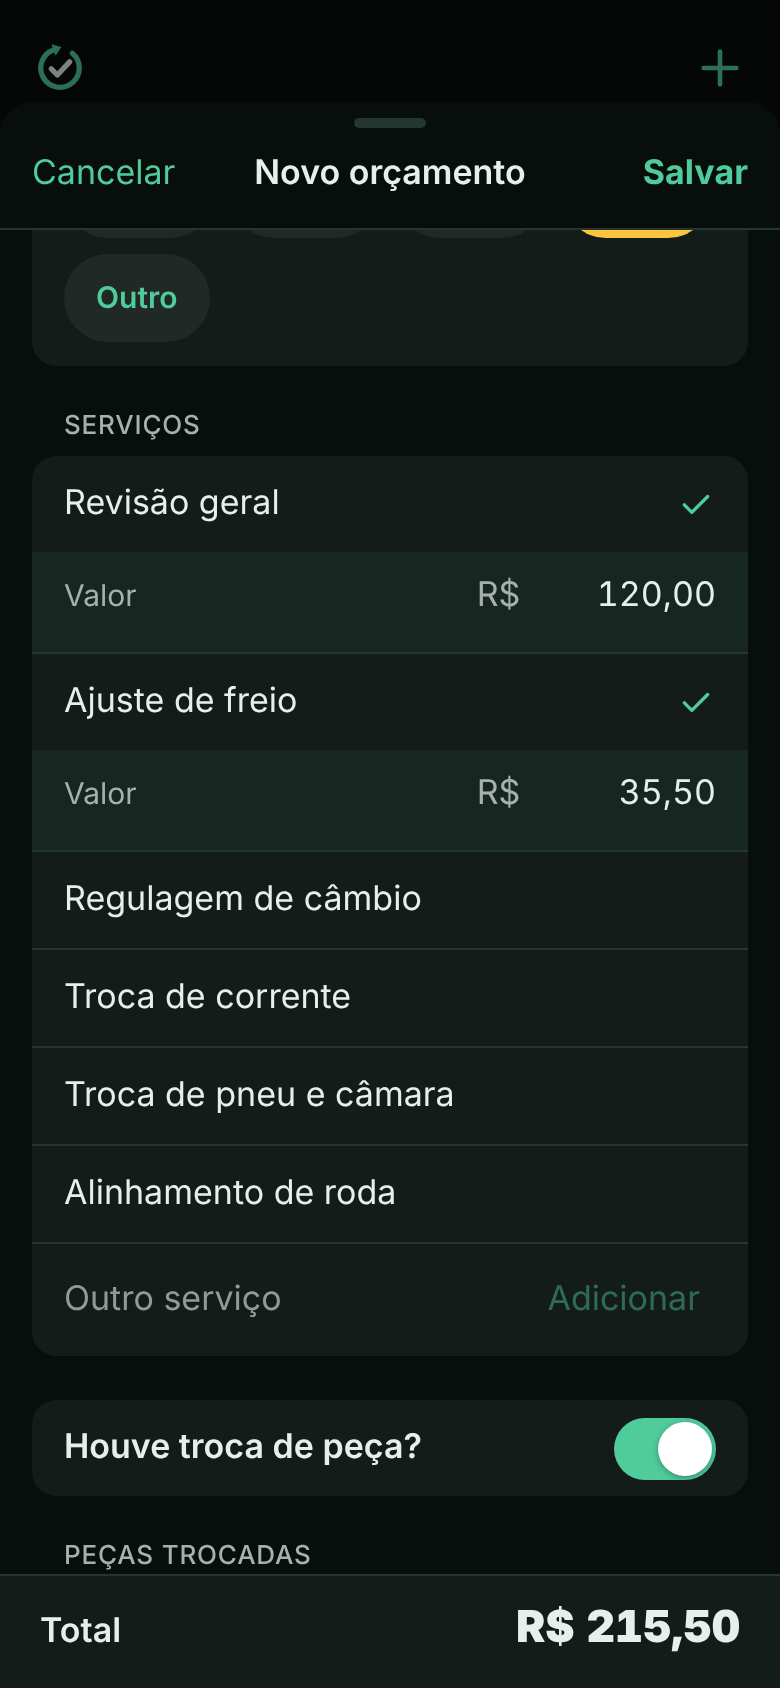 Cancelar Novo orçamento Salvar
Outro
SERVIÇOS
Revisão geral
Valor R$ 120,00
Ajuste de freio
Valor R$ 35,50
Regulagem de câmbio
Troca de corrente
Troca de pneu e câmara
Alinhamento de roda
Outro serviço Adicionar
Houve troca de peça?
PEÇAS TROCADAS
Total R$ 215,50